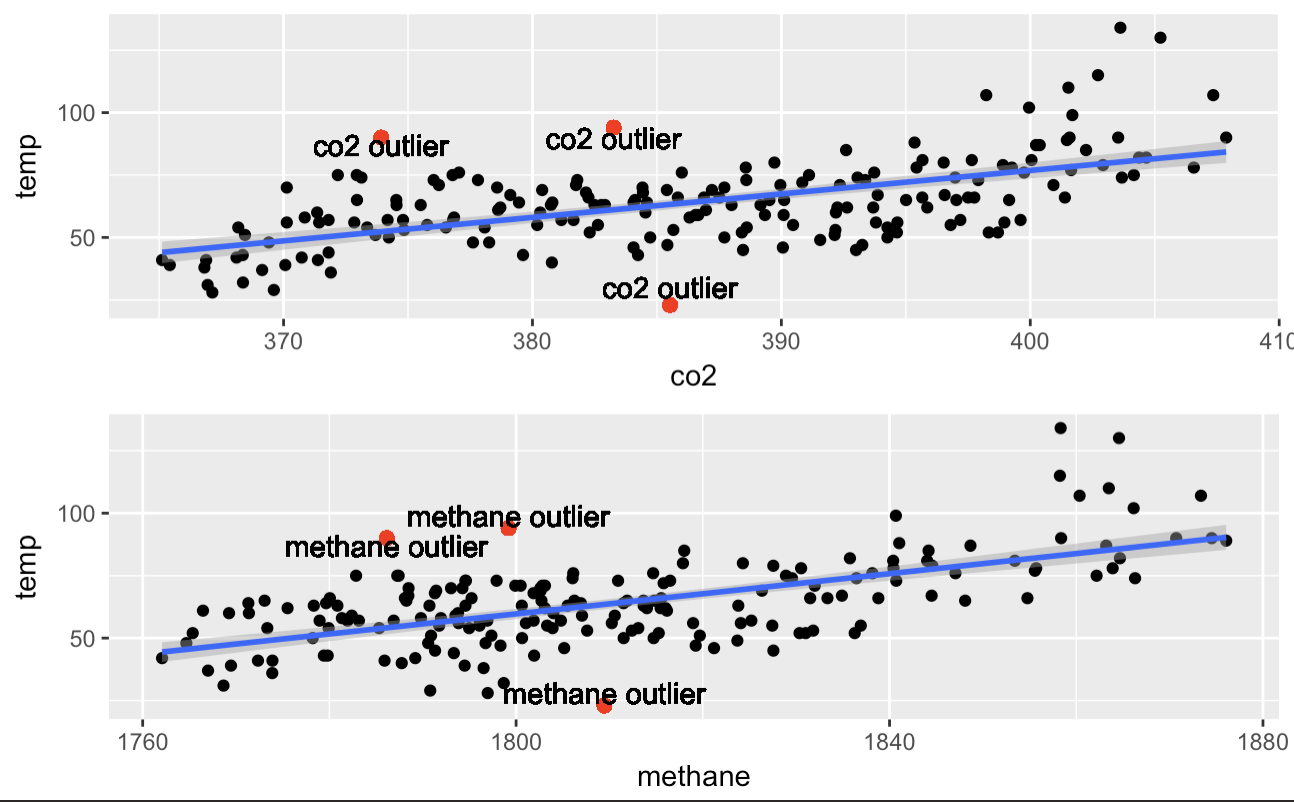 temp
100
50
co2 outlier
co2 outlier
co2 outlier
370
380
390
400
410
co2
temp
100
50
methane outlier
methane outlier
methane outlier
1760
1800
1840
1880
methane